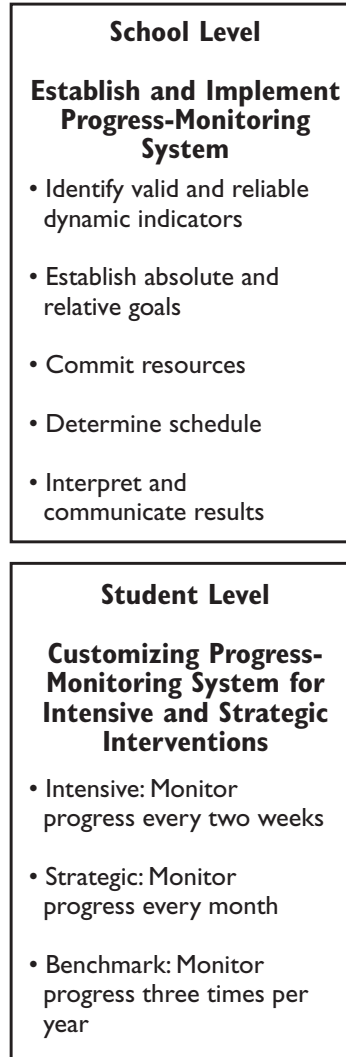 School Level
Establish and Implement
Progress-Monitoring
System
• Identify valid and reliable
dynamic indicators
• Establish absolute and
relative goals
• Commit resources
• Determine schedule
• Interpret and
communicate results
Student Level
Customizing Progress-
Monitoring System for
Intensive and Strategic
Interventions
• Intensive: Monitor
progress every two weeks
• Strategic: Monitor
progress every month
• Benchmark: Monitor
progress three times per
year